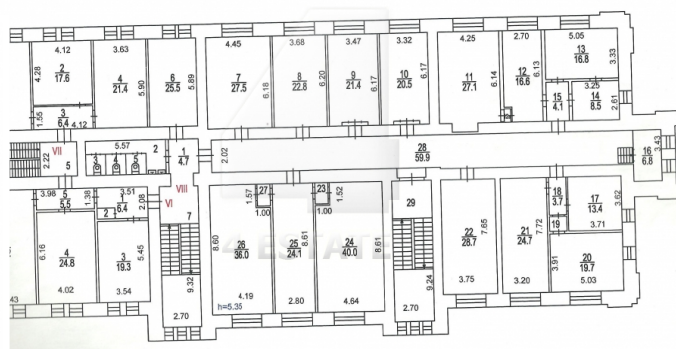 4.12 3.63 4.45 3.68 3.47 3.32 4.25 2.70 5.05
4.28 2 17.6 4 21.4 5.90 6 25.5 5.89 7 27.5 6.18 8 22.8 6.20 9 21.4 6.17 10 20.5 6.17 11 27.1 6.14 12 16.6 6.13 13 16.8 3.33
1.55 3 6.4 4.12 15 4.1 3.25 14 8.5 2.61
VII 2.22 5 5.57 3 4 5 2 1 4.7 2.02 28 59.9 16 6.8 3.43
3.98 5 5.5 1.38 3.51 1 6.4 2 2.08 VIII VI 7 1.57 27 1.00 23 1.52 1.00 29 18 3.7 19 17 13.4 3.62 3.71
6.16 4 24.8 3 19.3 5.45 8.60 26 36.0 25 24.1 8.61 24 40.0 8.61 22 28.7 7.65 21 24.7 7.72 3.91 20 19.7
4 ESTATE
.43 4.02 3.54 9.32 2.70 h=5.35 4.19 2.80 4.64 9.24 2.70 3.75 3.20 5.03